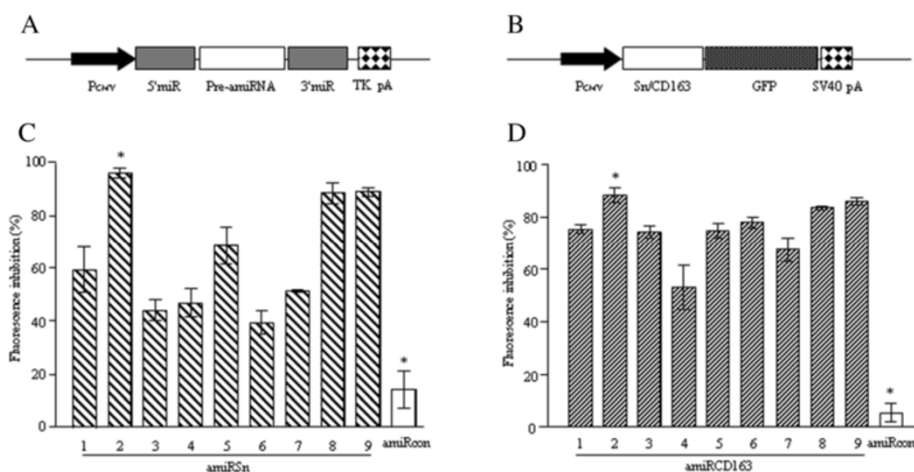 A
B
PCMV 5'miR Pre-amiRNA 3'miR TK pA
PCMV Sn/CD163 GFP SV40 pA
C
D
Fluorescence inhibition(%)
100
80
60
40
20
0
* *
1 2 3 4 5 6 7 8 9 amiRcon
amiRSn
Fluorescence inhibition(%)
100
80
60
40
20
0
* *
1 2 3 4 5 6 7 8 9 amiRcon
amiRCD163